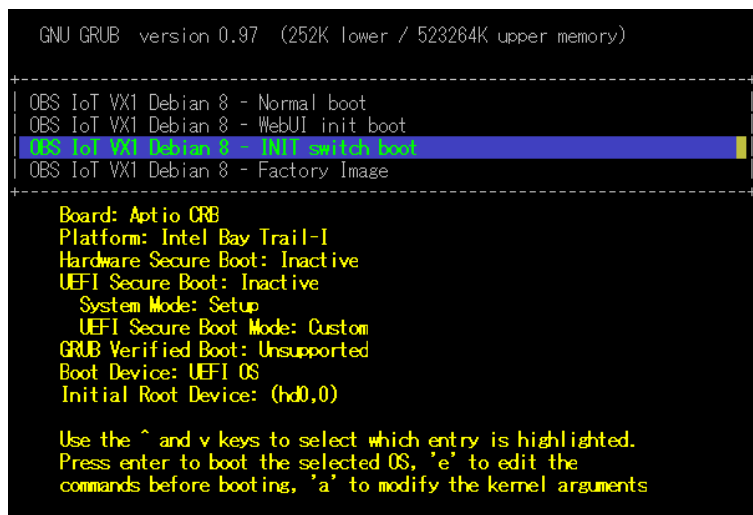 GNU GRUB version 0.97 (252K lower / 523264K upper memory)
OBS IoT VX1 Debian 8 - Normal boot
OBS IoT VX1 Debian 8 - WebUI init boot
OBS IoT VX1 Debian 8 - INIT switch boot
OBS IoT VX1 Debian 8 - Factory Image
Board: Aptio CRB
Platform: Intel Bay Trail-I
Hardware Secure Boot: Inactive
UEFI Secure Boot: Inactive
System Mode: Setup
UEFI Secure Boot Mode: Custom
GRUB Verified Boot: Unsupported
Boot Device: UEFI OS
Initial Root Device: (hd0,0)
Use the ^ and v keys to select which entry is highlighted.
Press enter to boot the selected OS, 'e' to edit the
commands before booting, 'a' to modify the kernel arguments